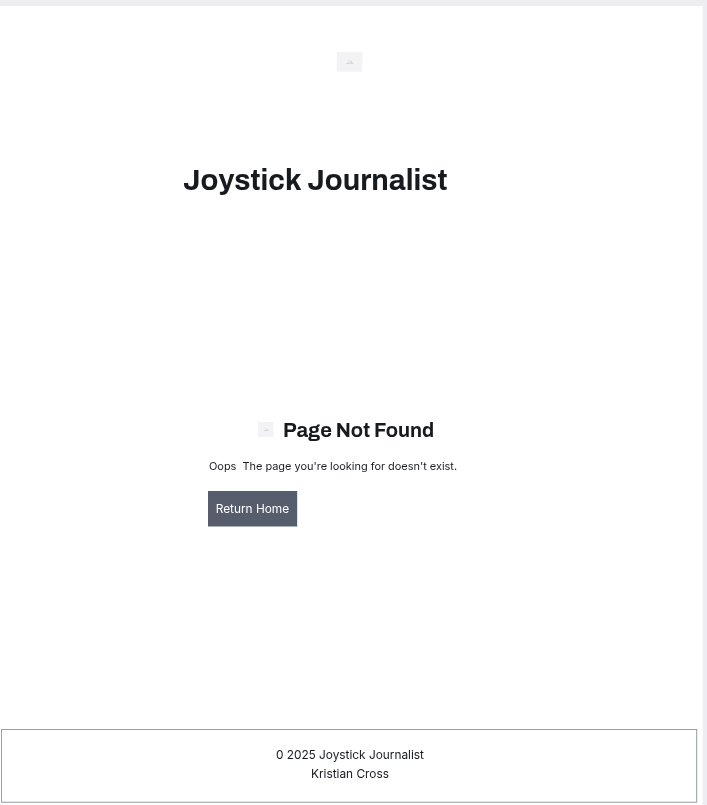 Joystick Journalist
Page Not Found
Oops  The page you're looking for doesn't exist.
Return Home
0 2025 Joystick Journalist
Kristian Cross